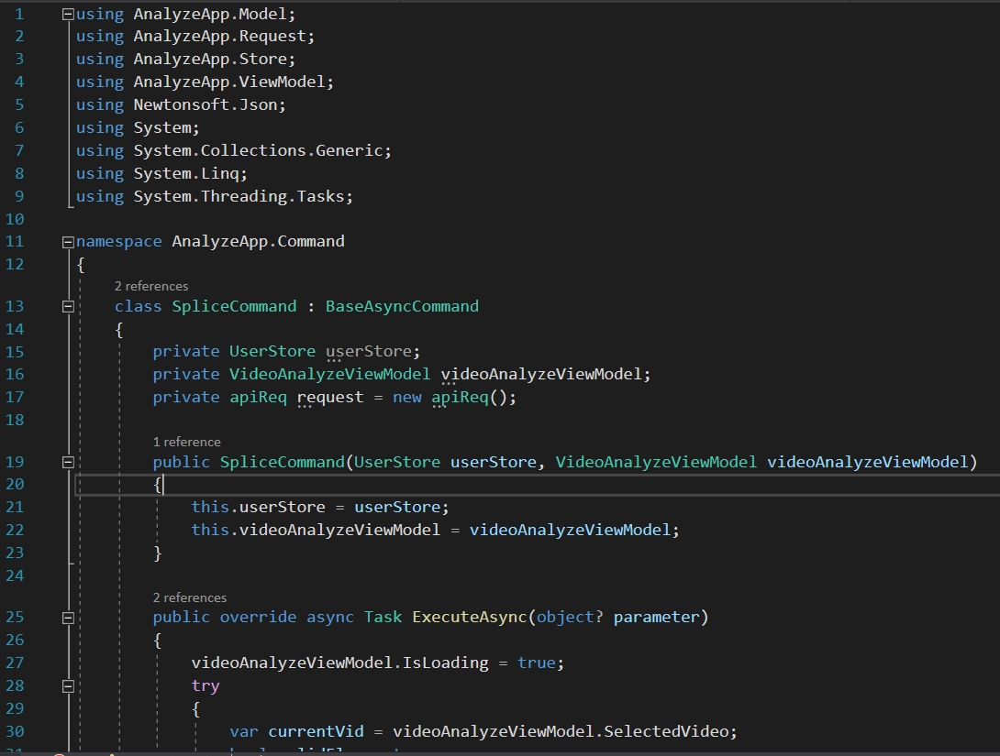 1 using AnalyzeApp.Model;
2 using AnalyzeApp.Request;
3 using AnalyzeApp.Store;
4 using AnalyzeApp.ViewModel;
5 using Newtonsoft.Json;
6 using System;
7 using System.Collections.Generic;
8 using System.Linq;
9 using System.Threading.Tasks;
10
11 namespace AnalyzeApp.Command
12 {
2 references
13 class SpliceCommand : BaseAsyncCommand
14 {
15 private UserStore userStore;
16 private VideoAnalyzeViewModel videoAnalyzeViewModel;
17 private apiReq request = new apiReq();
18
1 reference
19 public SpliceCommand(UserStore userStore, VideoAnalyzeViewModel videoAnalyzeViewModel)
20 {
21 this.userStore = userStore;
22 this.videoAnalyzeViewModel = videoAnalyzeViewModel;
23 }
24
2 references
25 public override async Task ExecuteAsync(object? parameter)
26 {
27 videoAnalyzeViewModel.IsLoading = true;
28 try
29 {
30 var currentVid = videoAnalyzeViewModel.SelectedVideo;